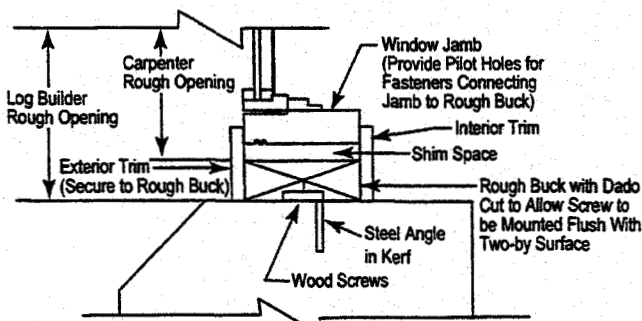 Log Builder
Rough Opening
Carpenter
Rough Opening
Window Jamb
(Provide Pilot Holes for
Fasteners Connecting
Jamb to Rough Buck)
Interior Trim
Shim Space
Exterior Trim
(Secure to Rough Buck)
Rough Buck with Dado
Cut to Allow Screw to
be Mounted Flush With
Two-by Surface
Steel Angle
in Kerf
Wood Screws